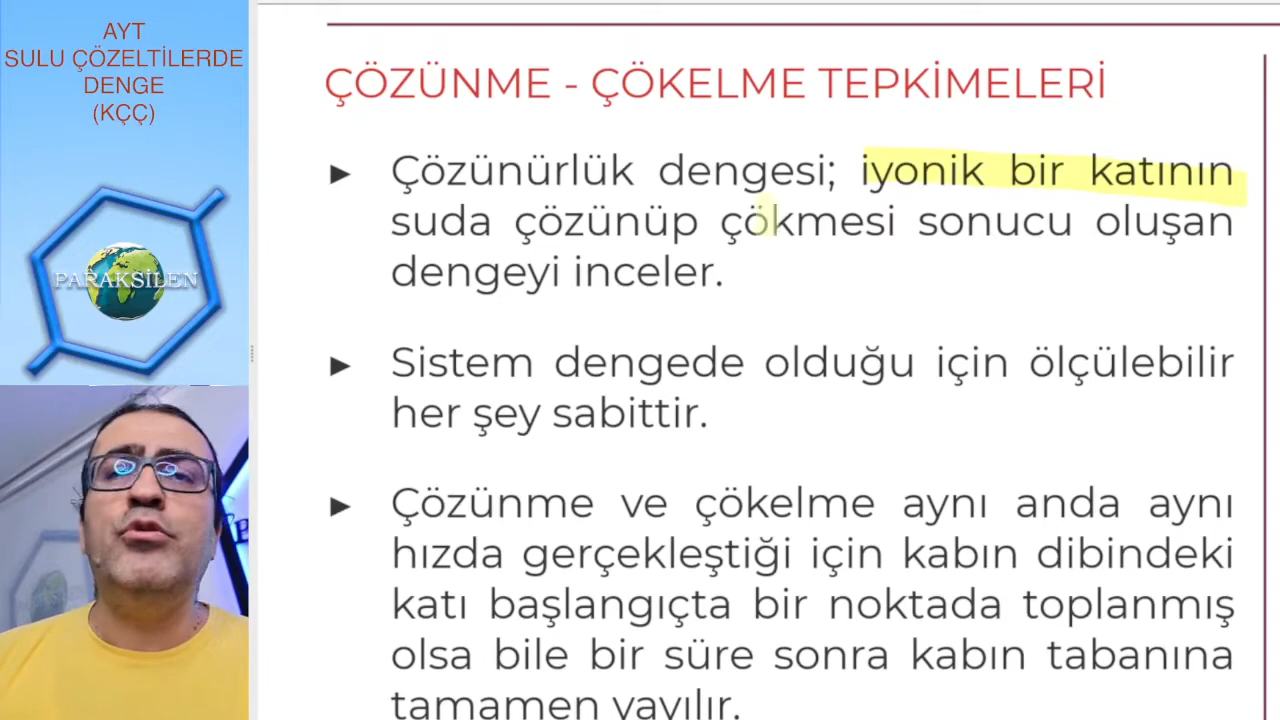 AYT
SULU ÇÖZELTİLERDE
DENGE
(KÇÇ)
PARAKSİLEN
ÇÖZÜNME - ÇÖKELME TEPKİMELERİ
► Çözünürlük dengesi; iyonik bir katının
suda çözünüp çökmesi sonucu oluşan
dengeyi inceler.
► Sistem dengede olduğu için ölçülebilir
her şey sabittir.
► Çözünme ve çökelme aynı anda aynı
hızda gerçekleştiği için kabın dibindeki
katı başlangıçta bir noktada toplanmış
olsa bile bir süre sonra kabın tabanına
tamamen yayılır.